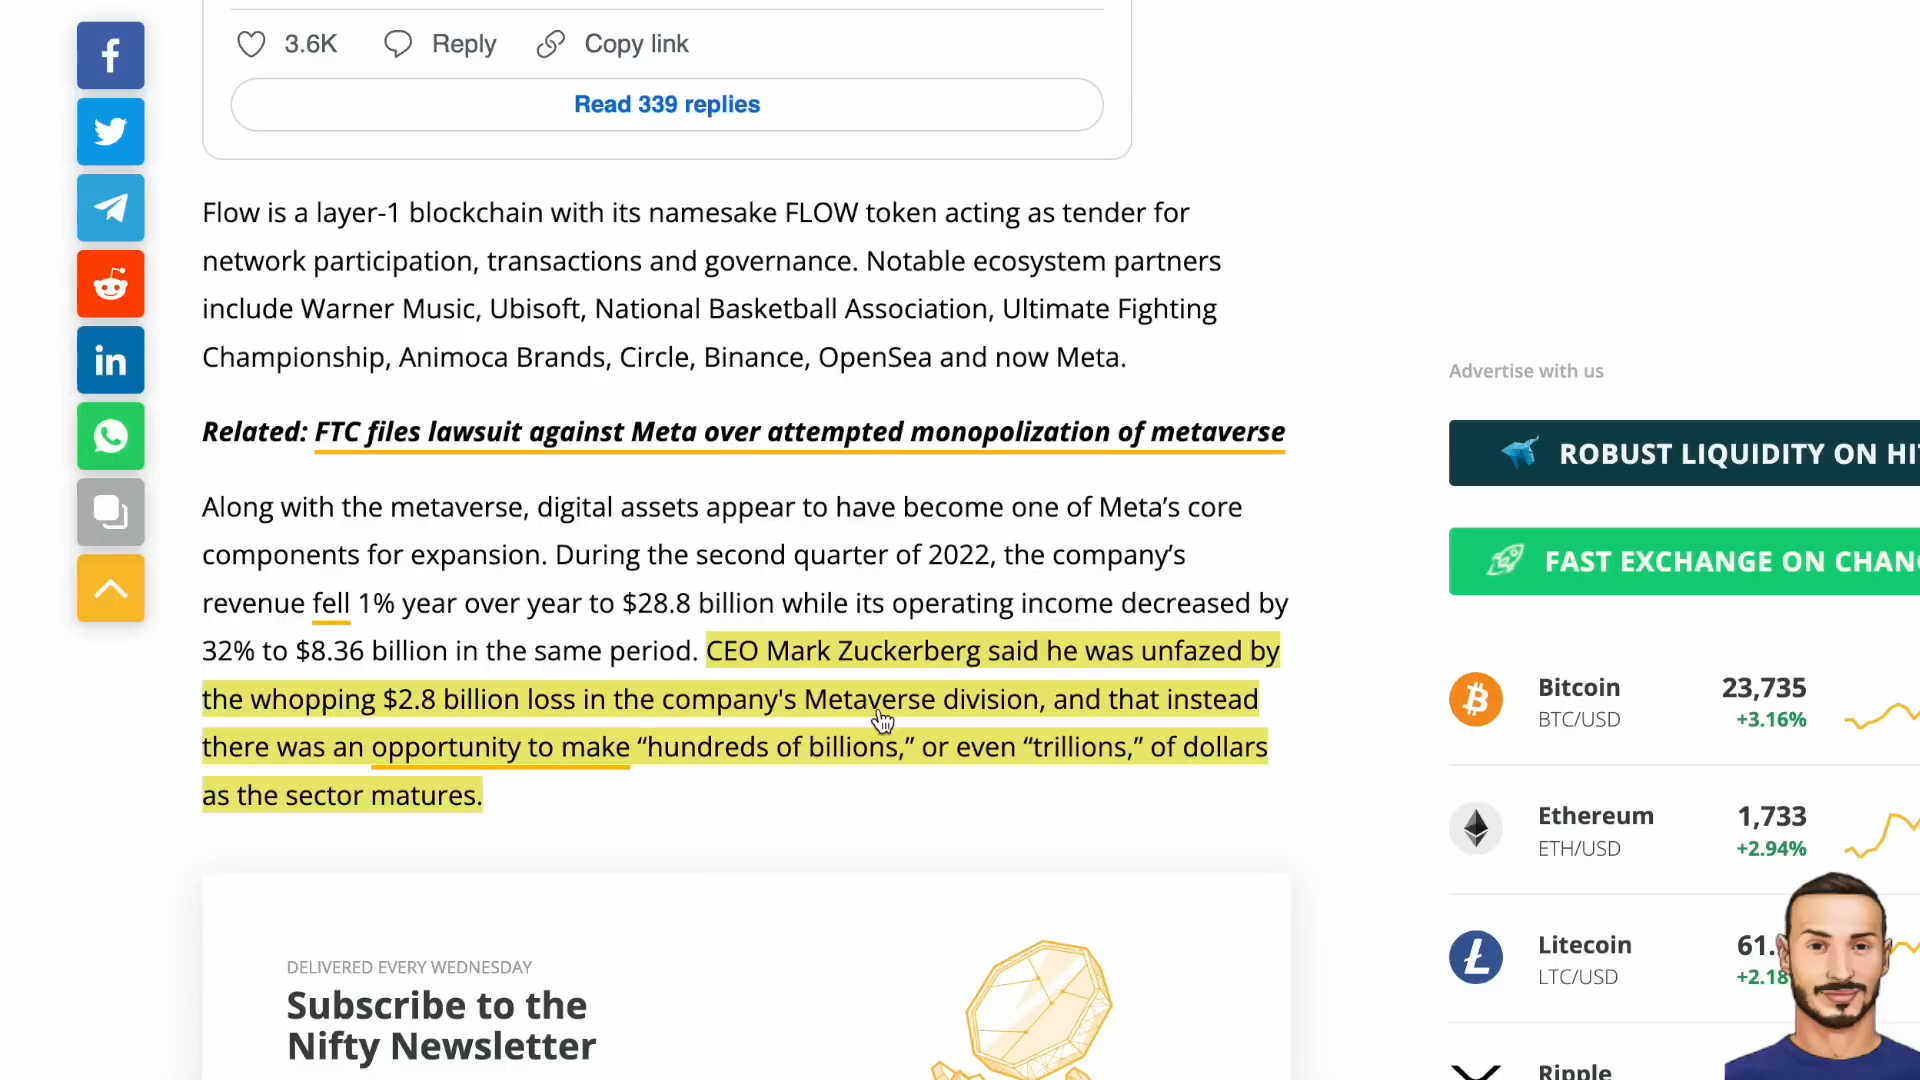 3.6K Reply Copy link
Read 339 replies
Flow is a layer-1 blockchain with its namesake FLOW token acting as tender for
network participation, transactions and governance. Notable ecosystem partners
include Warner Music, Ubisoft, National Basketball Association, Ultimate Fighting
Championship, Animoca Brands, Circle, Binance, OpenSea and now Meta.
Related: FTC files lawsuit against Meta over attempted monopolization of metaverse
Along with the metaverse, digital assets appear to have become one of Meta’s core
components for expansion. During the second quarter of 2022, the company’s
revenue fell 1% year over year to $28.8 billion while its operating income decreased by
32% to $8.36 billion in the same period. CEO Mark Zuckerberg said he was unfazed by
the whopping $2.8 billion loss in the company's Metaverse division, and that instead
there was an opportunity to make “hundreds of billions,” or even “trillions,” of dollars
as the sector matures.
DELIVERED EVERY WEDNESDAY
Subscribe to the
Nifty Newsletter
Advertise with us
ROBUST LIQUIDITY ON
FAST EXCHANGE ON
Bitcoin 23,735
BTC/USD +3.16%
Ethereum 1,733
ETH/USD +2.94%
Litecoin 61.
LTC/USD +2.18
Ripple